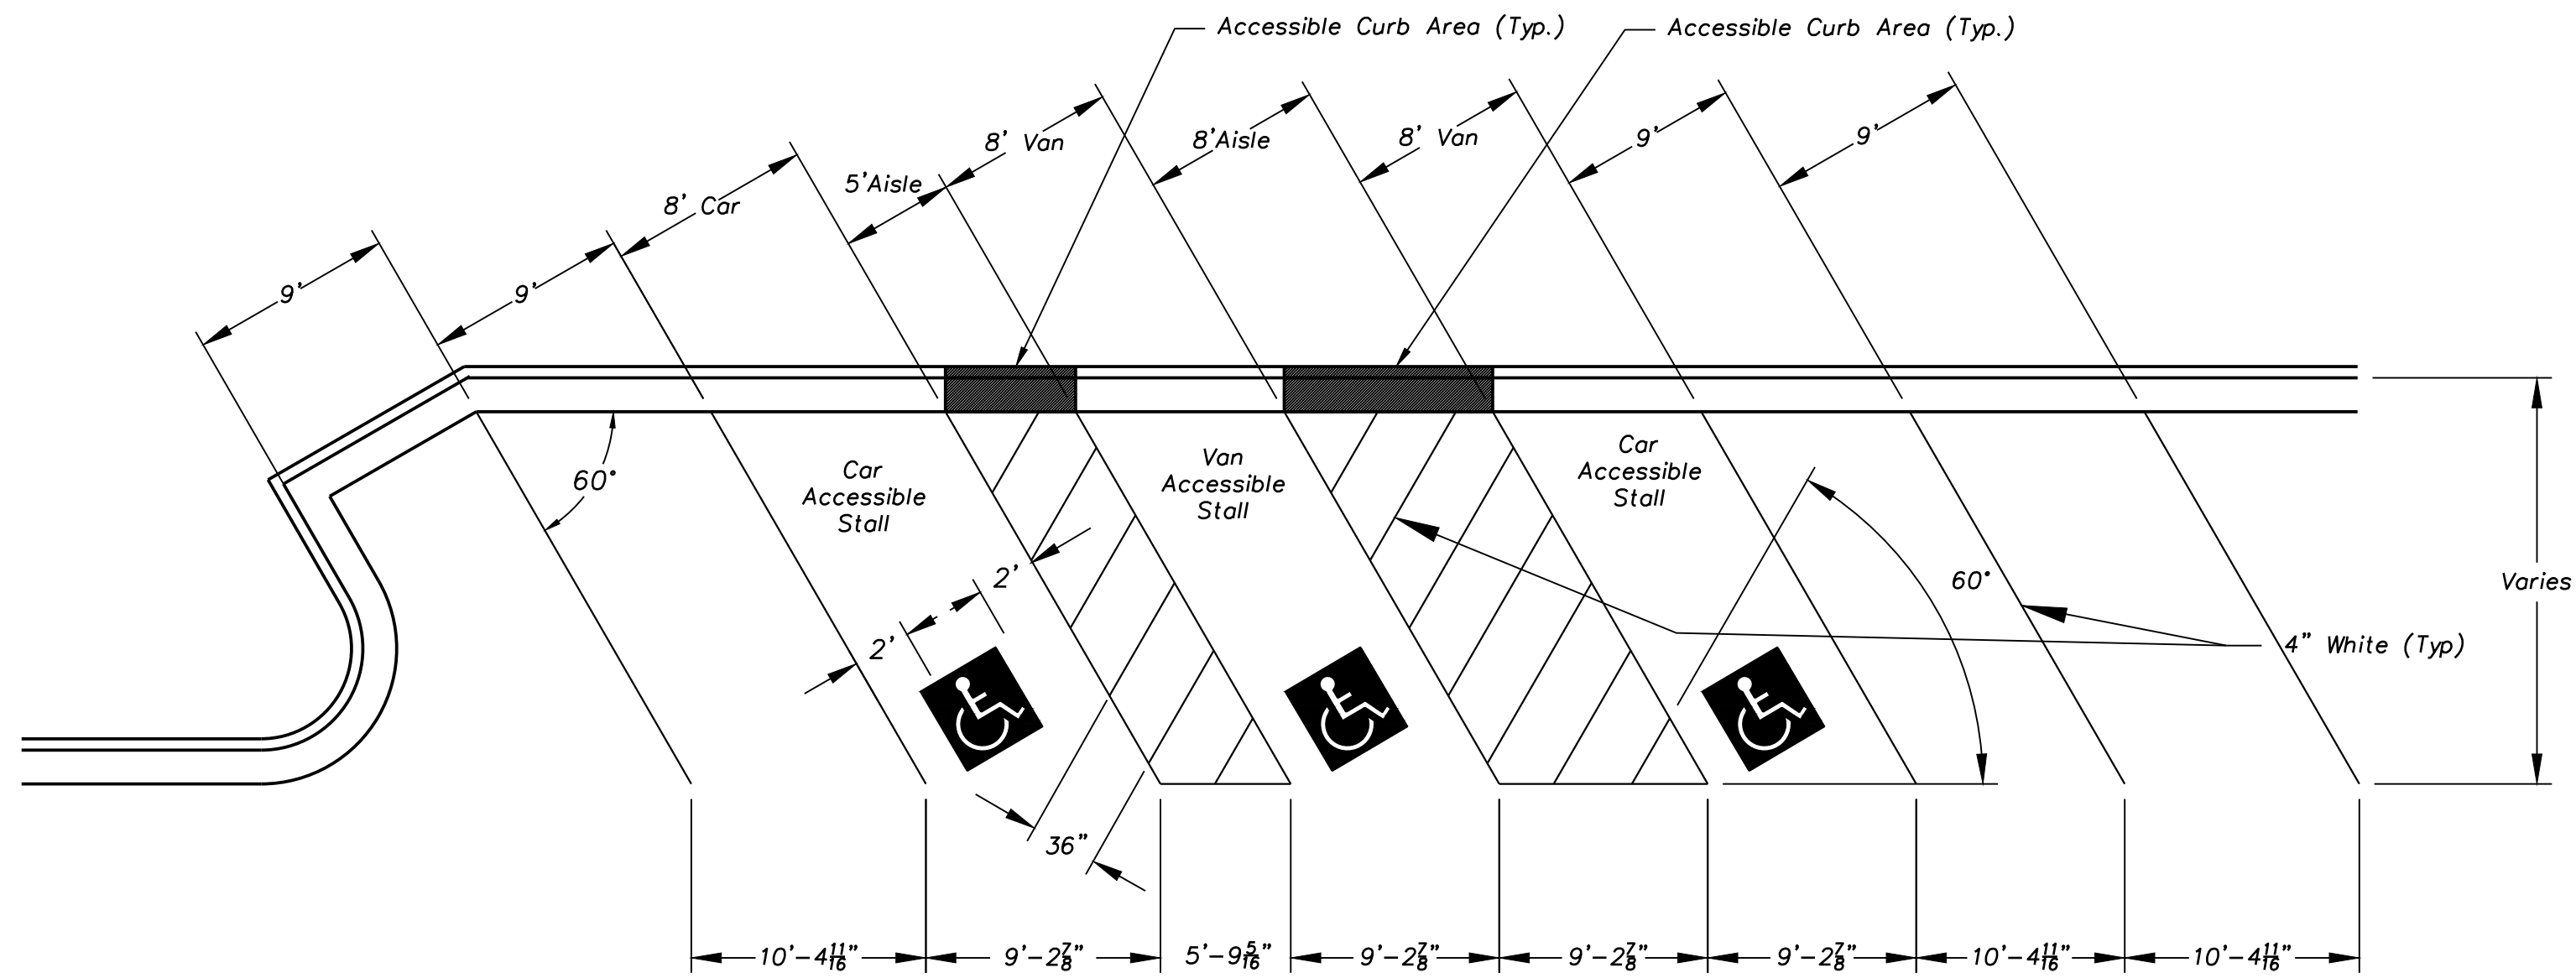 Accessible Curb Area (Typ.)
Accessible Curb Area (Typ.)
9'
9'
8' Car
5'Aisle
8' Van
8'Aisle
8' Van
9'
9'
60°
Car
Accessible
Stall
Van
Accessible
Stall
Car
Accessible
Stall
2'
2'
60°
Varies
4" White (Typ)
36"
10'-4 11/16"
9'-2 7/8"
5'-9 5/16"
9'-2 7/8"
9'-2 7/8"
9'-2 7/8"
10'-4 11/16"
10'-4 11/16"